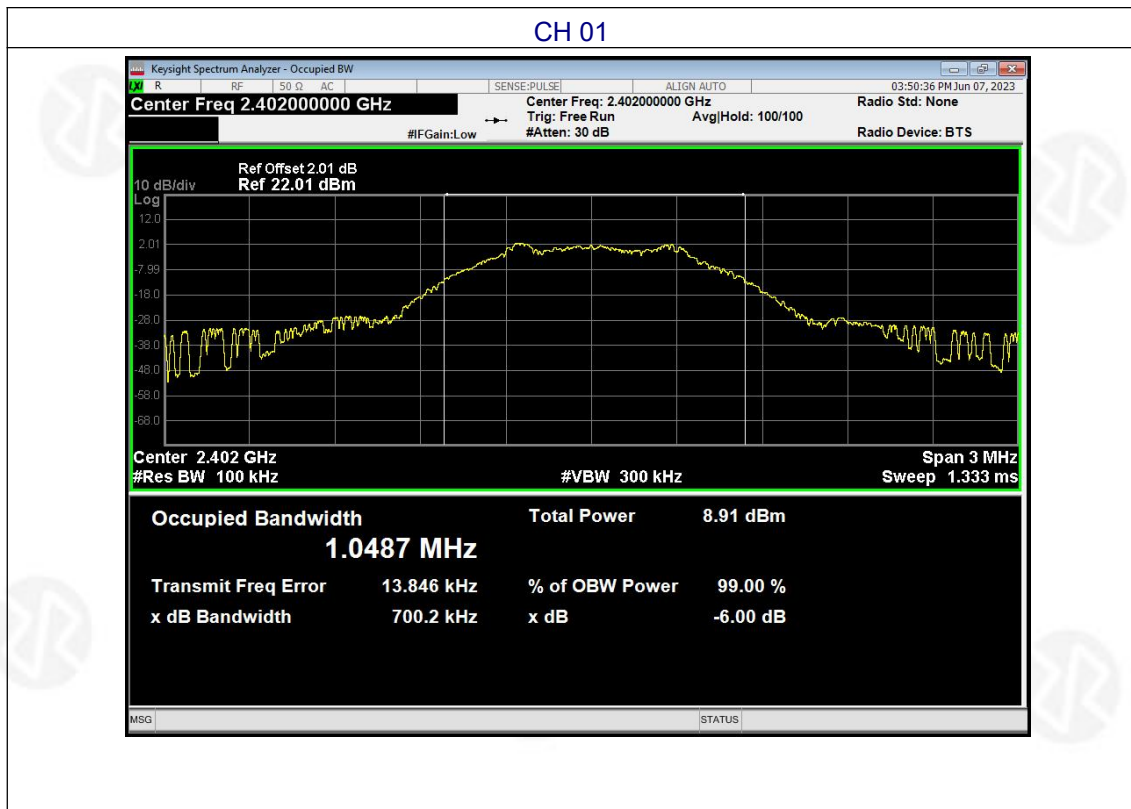 CH 01
Keysight Spectrum Analyzer - Occupied BW
LXI R RF 50 Ω AC SENSE:PULSE ALIGN AUTO 03:50:36 PM Jun 07, 2023
Center Freq 2.402000000 GHz
Center Freq: 2.402000000 GHz
Radio Std: None
Trig: Free Run
Avg|Hold: 100/100
#IFGain:Low
#Atten: 30 dB
Radio Device: BTS
Ref Offset 2.01 dB
10 dB/div Ref 22.01 dBm
Log
12.0
2.01
-7.99
-18.0
-28.0
-38.0
-48.0
-58.0
-68.0
Center 2.402 GHz
Span 3 MHz
#Res BW 100 kHz
#VBW 300 kHz
Sweep 1.333 ms
Occupied Bandwidth
Total Power 8.91 dBm
1.0487 MHz
Transmit Freq Error 13.846 kHz
% of OBW Power 99.00 %
x dB Bandwidth 700.2 kHz
x dB -6.00 dB
MSG
STATUS